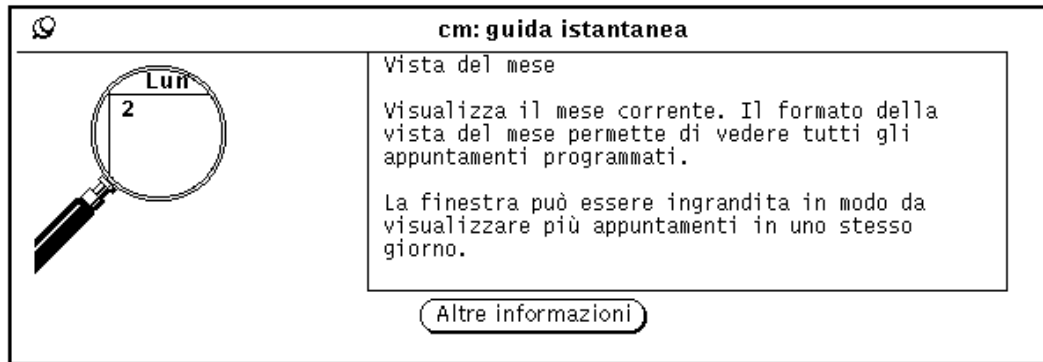 cm: guida istantanea
Lun
2
Vista del mese
Visualizza il mese corrente. Il formato della
vista del mese permette di vedere tutti gli
appuntamenti programmati.
La finestra può essere ingrandita in modo da
visualizzare più appuntamenti in uno stesso
giorno.
Altre informazioni